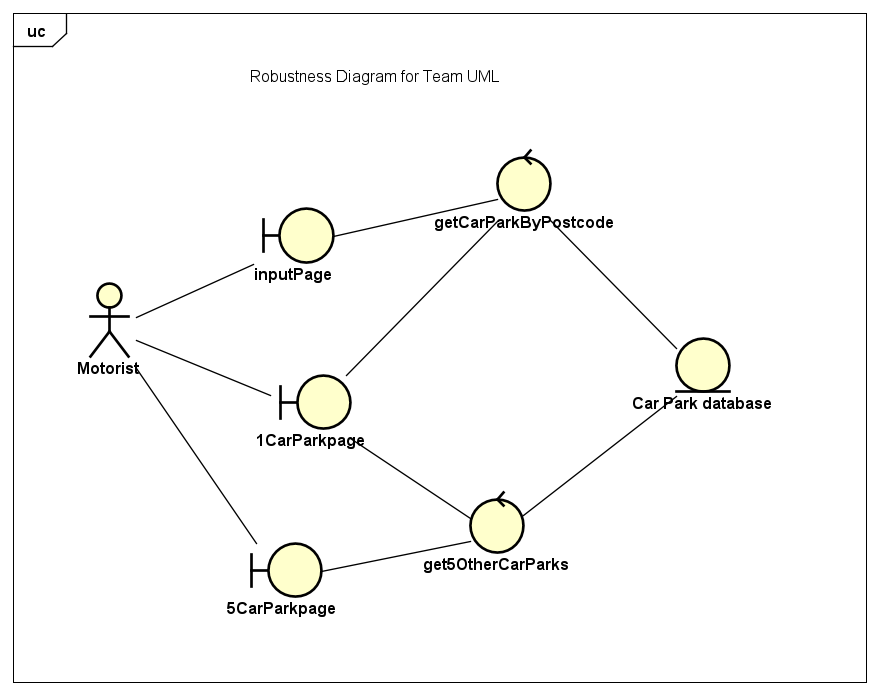 uc
Robustness Diagram for Team UML
getCarParkByPostcode
inputPage
Motorist
Car Park database
1CarParkpage
get5OtherCarParks
5CarParkpage